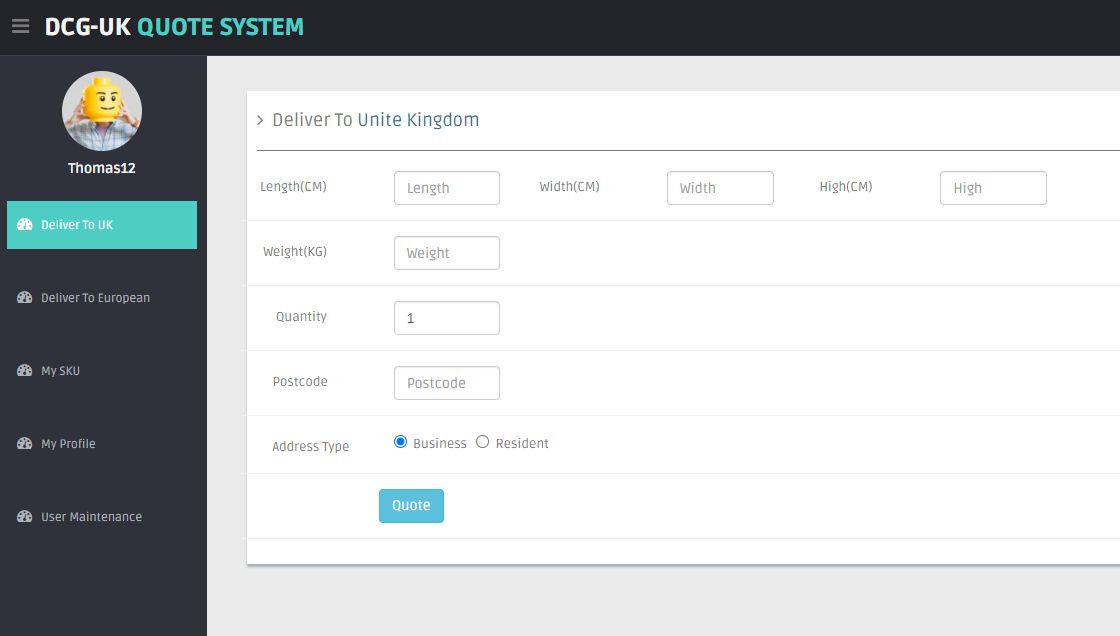 DCG-UK QUOTE SYSTEM
Thomas12
Deliver To UK
Deliver To European
My SKU
My Profile
User Maintenance
Deliver To Unite Kingdom
Length(CM) Length Width(CM) Width High(CM) High
Weight(KG) Weight
Quantity 1
Postcode Postcode
Address Type Business Resident
Quote